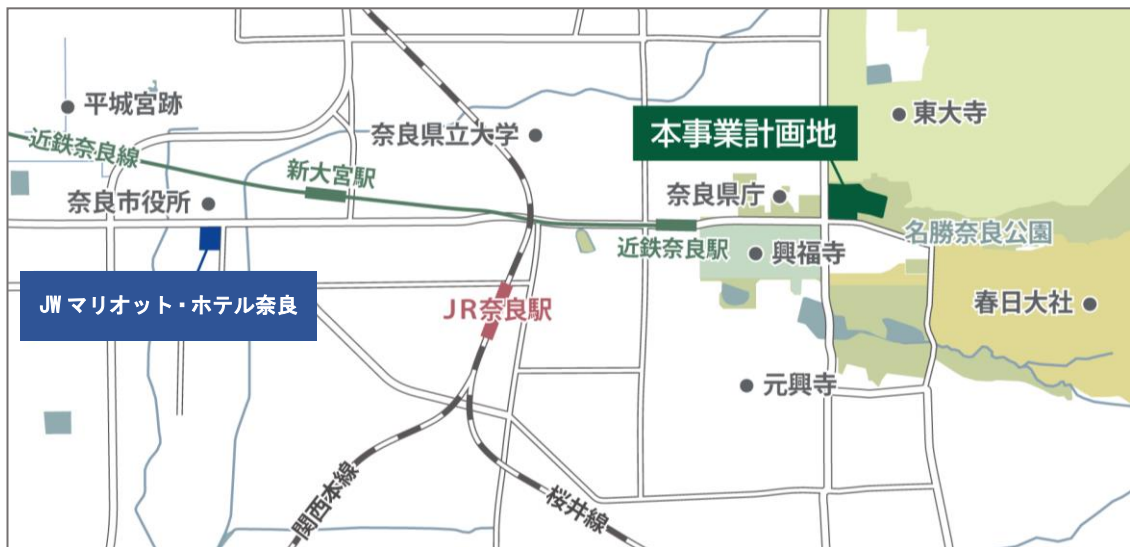 平城宮跡
東大寺
奈良県立大学
本事業計画地
近鉄奈良線
新大宮駅
奈良県庁
奈良市役所
名勝奈良公園
近鉄奈良駅
興福寺
JW マリオット・ホテル奈良
JR奈良駅
春日大社
元興寺
関西本線
桜井線